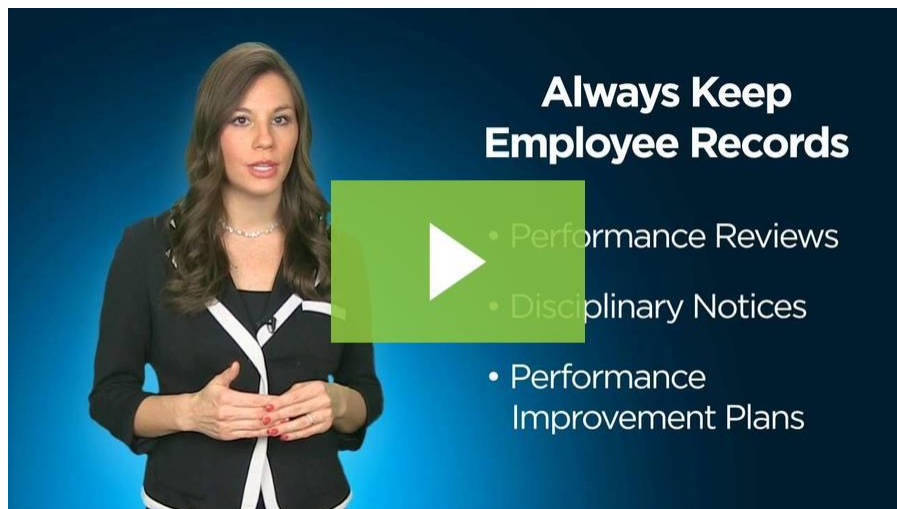 Always Keep
Employee Records
• Performance Reviews
• Disciplinary Notices
• Performance
Improvement Plans